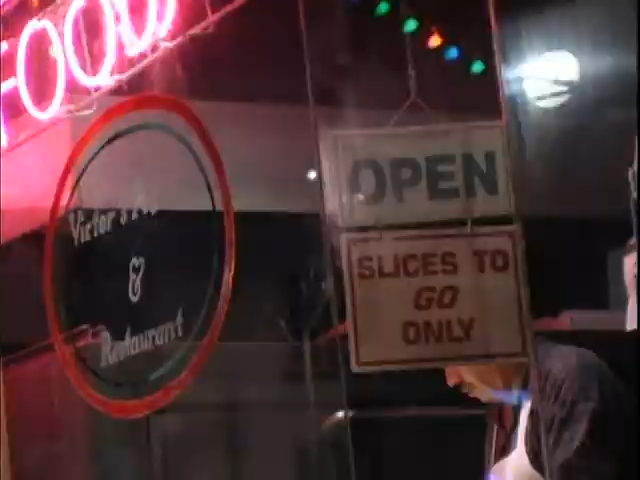 FOOD
OPEN
SLICES TO
GO
ONLY
Victor's
&
Restaurant